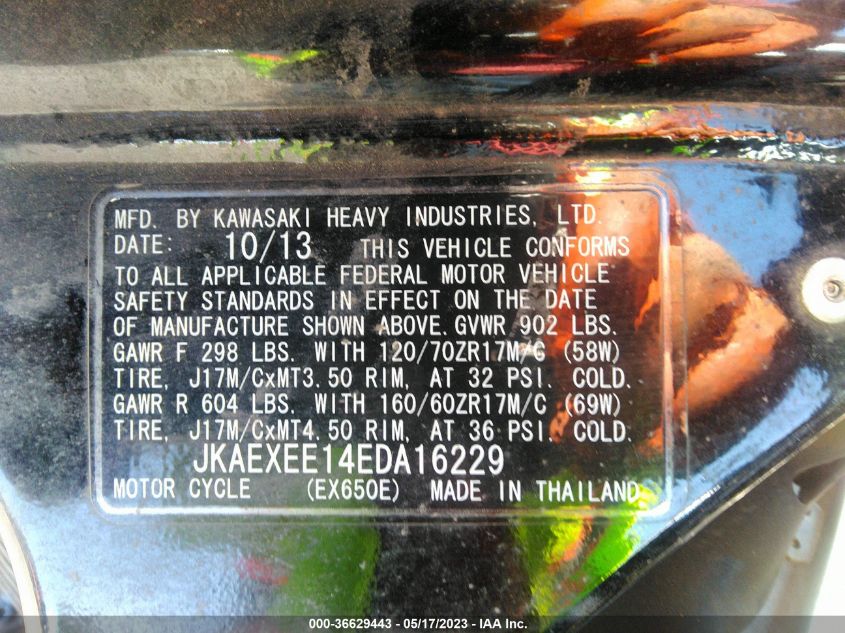 MFD. BY KAWASAKI HEAVY INDUSTRIES, LTD.
DATE: 10/13 THIS VEHICLE CONFORMS
TO ALL APPLICABLE FEDERAL MOTOR VEHICLE
SAFETY STANDARDS IN EFFECT ON THE DATE
OF MANUFACTURE SHOWN ABOVE. GVWR 902 LBS.
GAWR F 298 LBS. WITH 120/70ZR17M/C (58W)
TIRE, J17M/CxMT3.50 RIM, AT 32 PSI. COLD.
GAWR R 604 LBS. WITH 160/60ZR17M/C (69W)
TIRE, J17M/CxMT4.50 RIM, AT 36 PSI. COLD.
JKAEXEE14EDA16229
MOTOR CYCLE (EX650E) MADE IN THAILAND
000-36629443 - 05/17/2023 - IAA Inc.